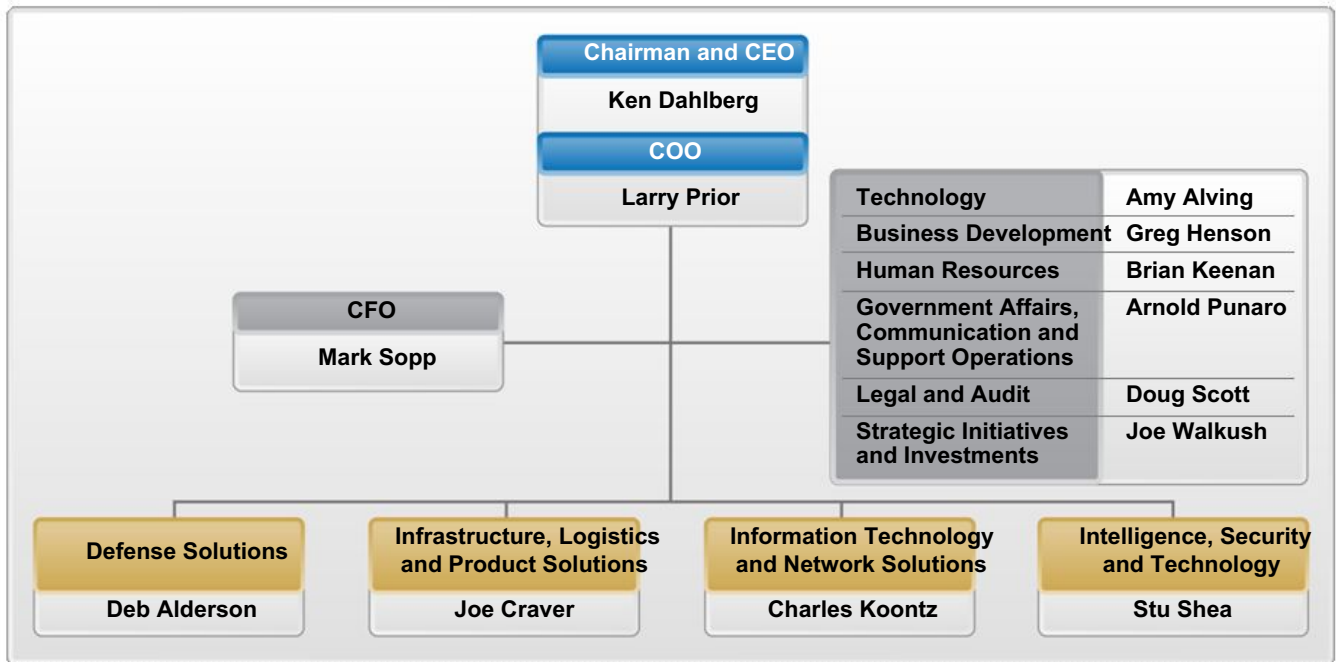 Chairman and CEO
Ken Dahlberg
COO
Larry Prior
Technology Amy Alving
Business Development Greg Henson
Human Resources Brian Keenan
Government Affairs, Arnold Punaro
Communication and
Support Operations
Legal and Audit Doug Scott
Strategic Initiatives Joe Walkush
and Investments
CFO
Mark Sopp
Defense Solutions
Deb Alderson
Infrastructure, Logistics
and Product Solutions
Joe Craver
Information Technology
and Network Solutions
Charles Koontz
Intelligence, Security
and Technology
Stu Shea